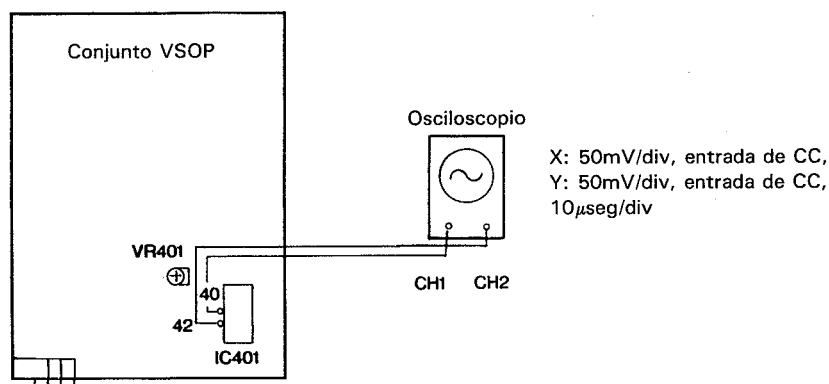 Conjunto VSOP
Osciloscopio
X: 50mV/div, entrada de CC,
Y: 50mV/div, entrada de CC,
10µseg/div
VR401
CH1 CH2
40
42
IC401